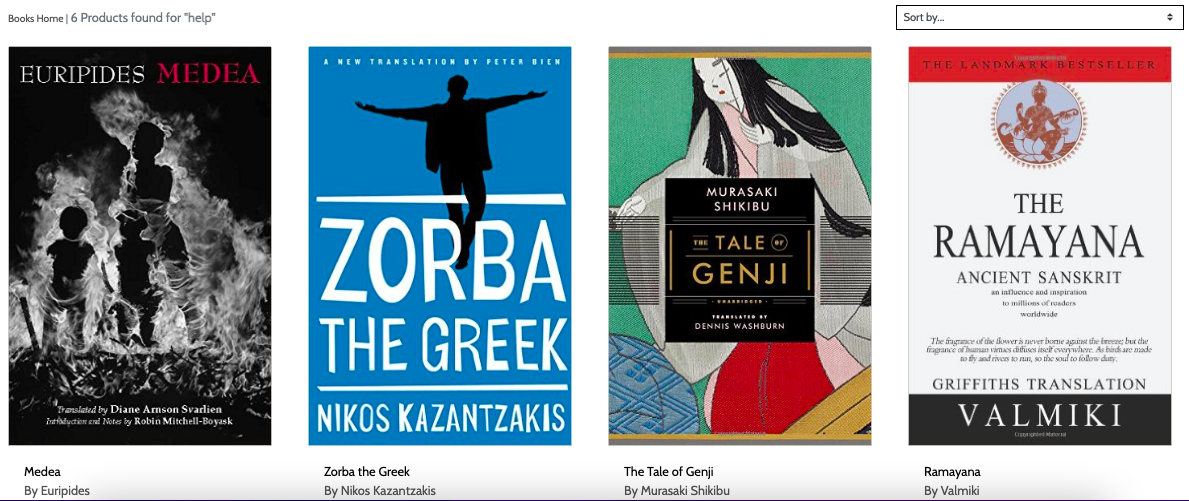 Books Home | 6 Products found for "help"
Sort by...
EURIPIDES MEDEA
Translated by Diane Arnson Svarlien
Introduction and Notes by Robin Mitchell-Boyask
A NEW TRANSLATION BY PETER BIEN
ZORBA
THE GREEK
NIKOS KAZANTZAKIS
MURASAKI
SHIKIBU
THE TALE OF
GENJI
UNABRIDGED
TRANSLATED BY
DENNIS WASHBURN
Copyrighted Material
THE LANDMARK BESTSELLER
THE
RAMAYANA
ANCIENT SANSKRIT
an influence and inspiration
to millions of readers
worldwide
The fragrance of the flower is never borne against the breeze; but the
fragrance of human virtues diffuses itself everywhere. As birds are made
to fly and rivers to run, so the soul to follow duty.
GRIFFITHS TRANSLATION
VALMIKI
Copyrighted Material
Medea
By Euripides
Zorba the Greek
By Nikos Kazantzakis
The Tale of Genji
By Murasaki Shikibu
Ramayana
By Valmiki